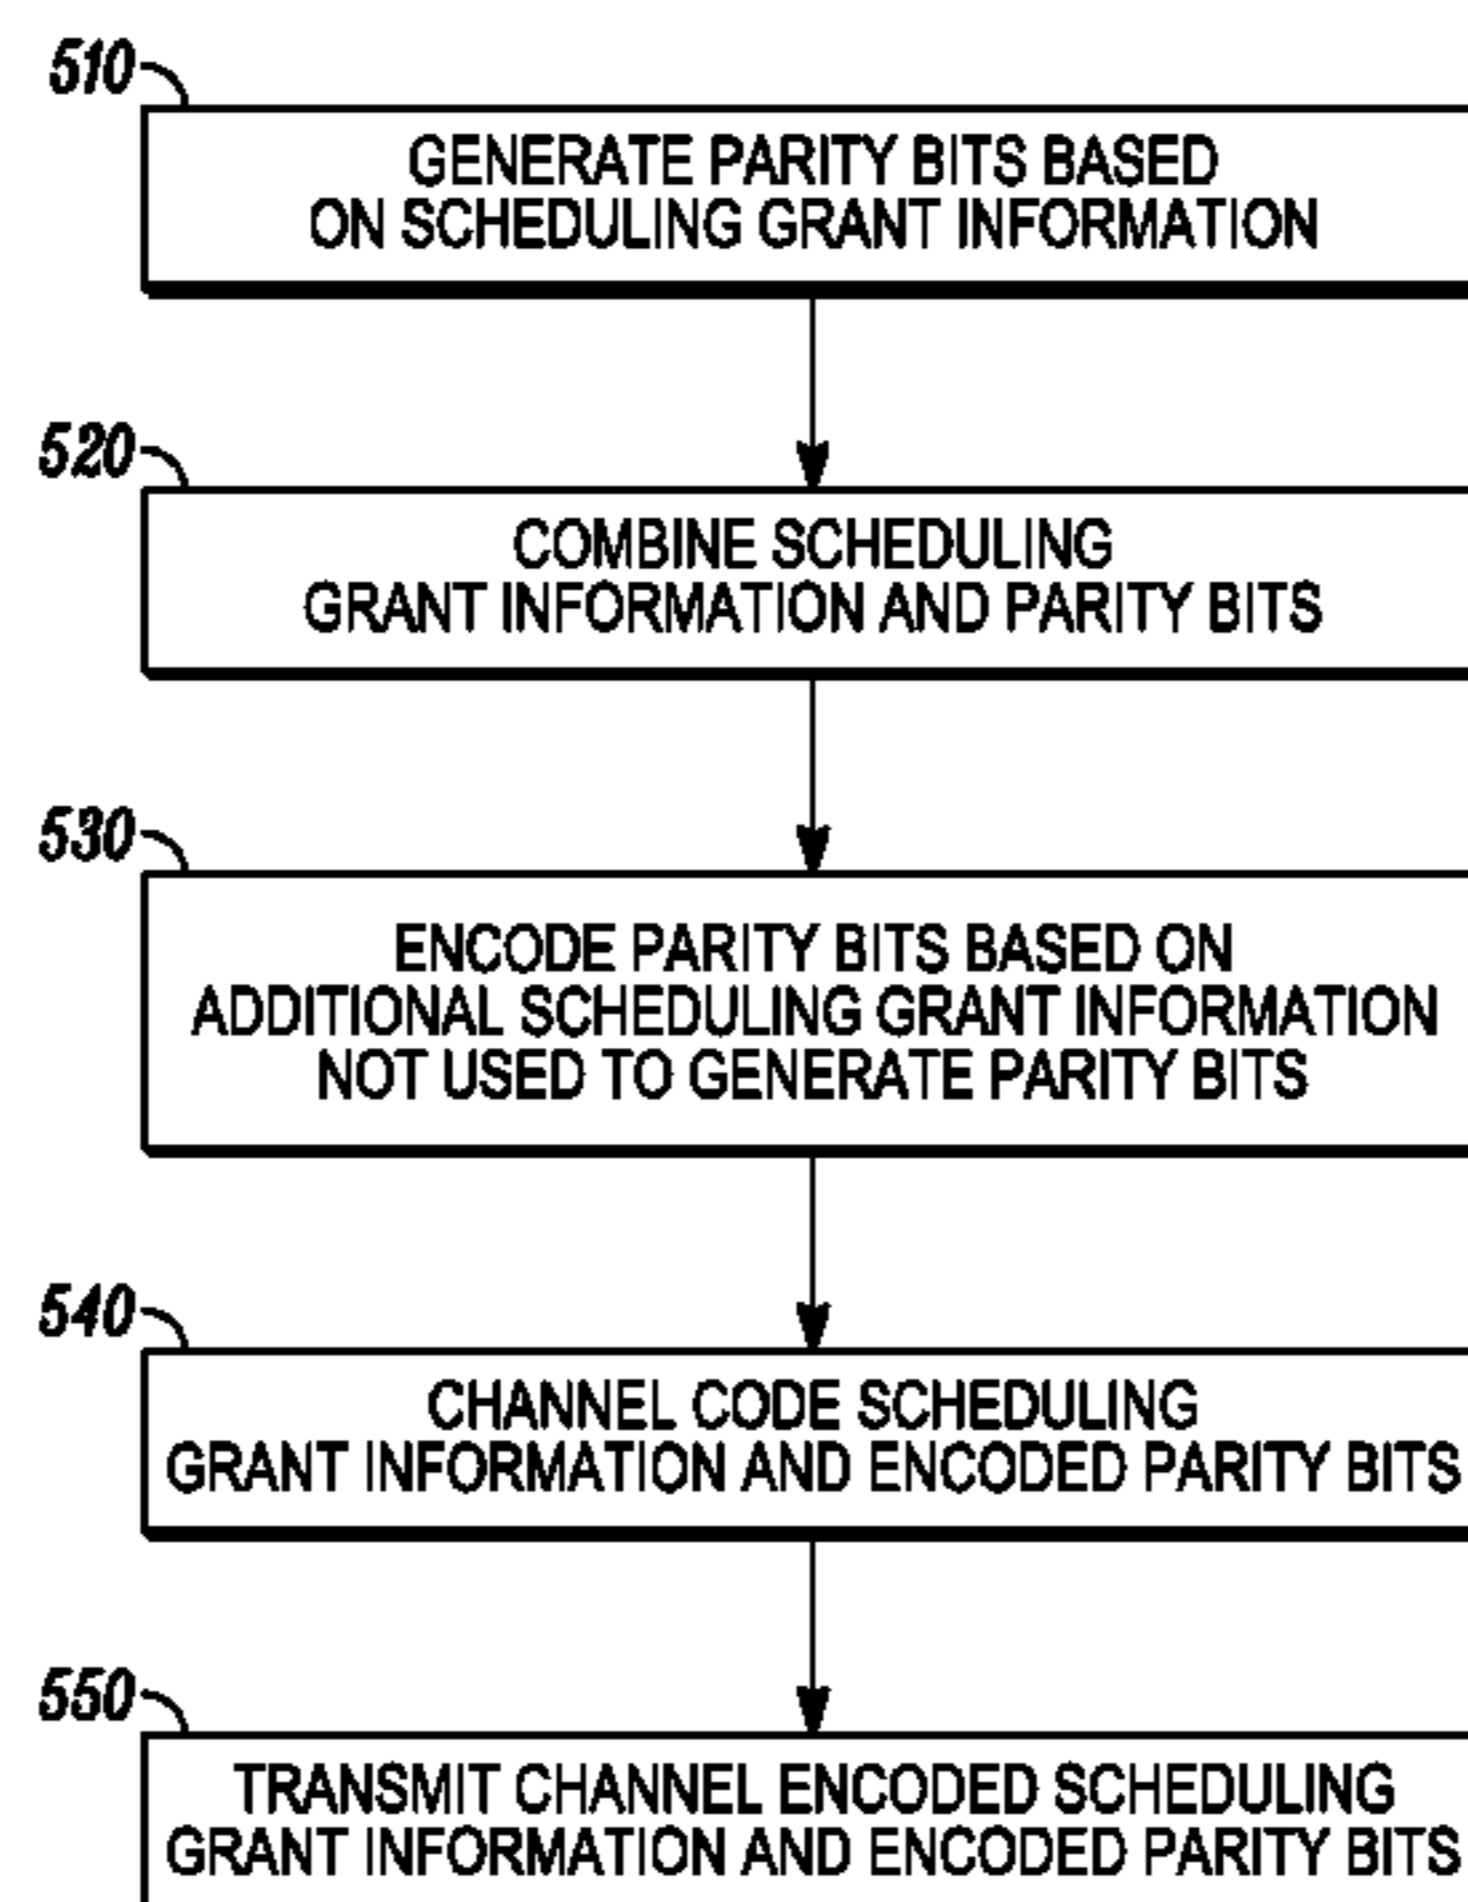 510
GENERATE PARITY BITS BASED
ON SCHEDULING GRANT INFORMATION
520
COMBINE SCHEDULING
GRANT INFORMATION AND PARITY BITS
530
ENCODE PARITY BITS BASED ON
ADDITIONAL SCHEDULING GRANT INFORMATION
NOT USED TO GENERATE PARITY BITS
540
CHANNEL CODE SCHEDULING
GRANT INFORMATION AND ENCODED PARITY BITS
550
TRANSMIT CHANNEL ENCODED SCHEDULING
GRANT INFORMATION AND ENCODED PARITY BITS